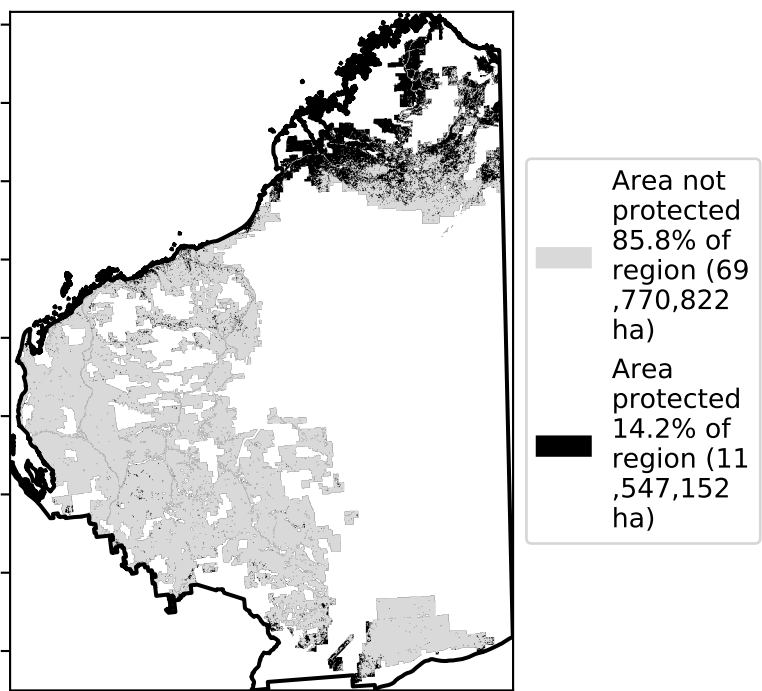 Area not
protected
85.8% of
region (69
,770,822
ha)
Area
protected
14.2% of
region (11
,547,152
ha)